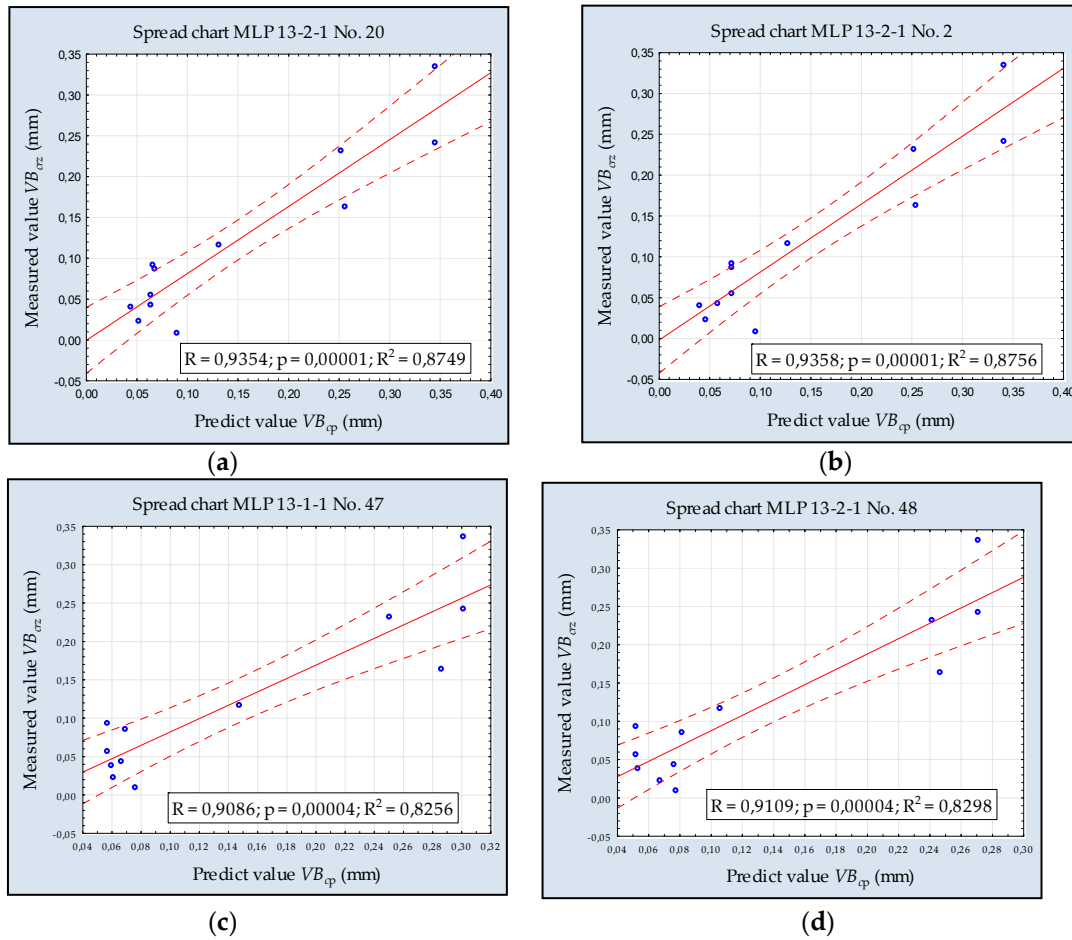 Spread chart MLP 13-2-1 No. 20
Measured value VBcrz (mm)
0,35
0,30
0,25
0,20
0,15
0,10
0,05
0,00
-0,05
R = 0,9354; p = 0,00001; R² = 0,8749
0,00 0,05 0,10 0,15 0,20 0,25 0,30 0,35 0,40
Predict value VBcp (mm)
(a)
Spread chart MLP 13-2-1 No. 2
Measured value VBcrz (mm)
0,35
0,30
0,25
0,20
0,15
0,10
0,05
0,00
-0,05
R = 0,9358; p = 0,00001; R² = 0,8756
0,00 0,05 0,10 0,15 0,20 0,25 0,30 0,35 0,40
Predict value VBcp (mm)
(b)
Spread chart MLP 13-1-1 No. 47
Measured value VBcrz (mm)
0,35
0,30
0,25
0,20
0,15
0,10
0,05
0,00
-0,05
R = 0,9086; p = 0,00004; R² = 0,8256
0,04 0,06 0,08 0,10 0,12 0,14 0,16 0,18 0,20 0,22 0,24 0,26 0,28 0,30 0,32
Predict value VBcp (mm)
(c)
Spread chart MLP 13-2-1 No. 48
Measured value VBcrz (mm)
0,35
0,30
0,25
0,20
0,15
0,10
0,05
0,00
-0,05
R = 0,9109; p = 0,00004; R² = 0,8298
0,04 0,06 0,08 0,10 0,12 0,14 0,16 0,18 0,20 0,22 0,24 0,26 0,28 0,30
Predict value VBcp (mm)
(d)